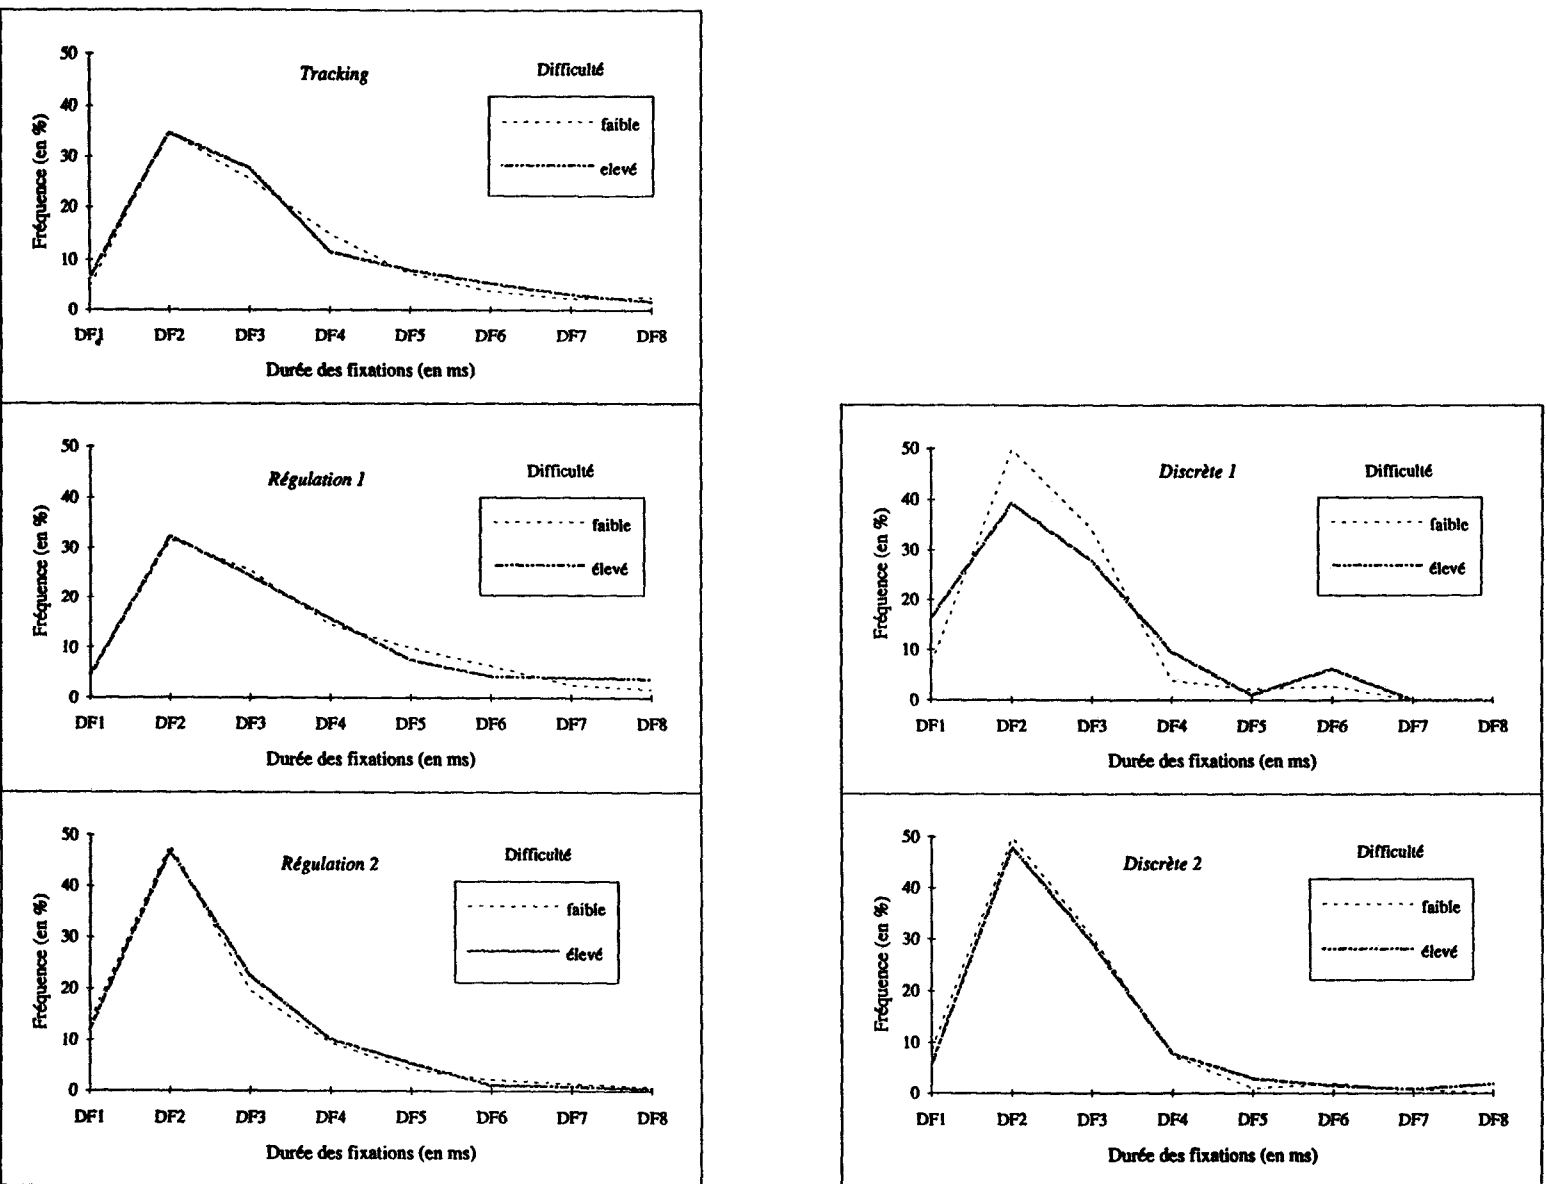 Tracking
Difficulté
faible
elevé
Fréquence (en %)
50
40
30
20
10
0
DF1 DF2 DF3 DF4 DF5 DF6 DF7 DF8
Durée des fixations (en ms)
Régulation 1
Difficulté
faible
élevé
Fréquence (en %)
50
40
30
20
10
0
DF1 DF2 DF3 DF4 DF5 DF6 DF7 DF8
Durée des fixations (en ms)
Discrète 1
Difficulté
faible
élevé
Fréquence (en %)
50
40
30
20
10
0
DF1 DF2 DF3 DF4 DF5 DF6 DF7 DF8
Durée des fixations (en ms)
Régulation 2
Difficulté
faible
élevé
Fréquence (en %)
50
40
30
20
10
0
DF1 DF2 DF3 DF4 DF5 DF6 DF7 DF8
Durée des fixations (en ms)
Discrète 2
Difficulté
faible
élevé
Fréquence (en %)
50
40
30
20
10
0
DF1 DF2 DF3 DF4 DF5 DF6 DF7 DF8
Durée des fixations (en ms)